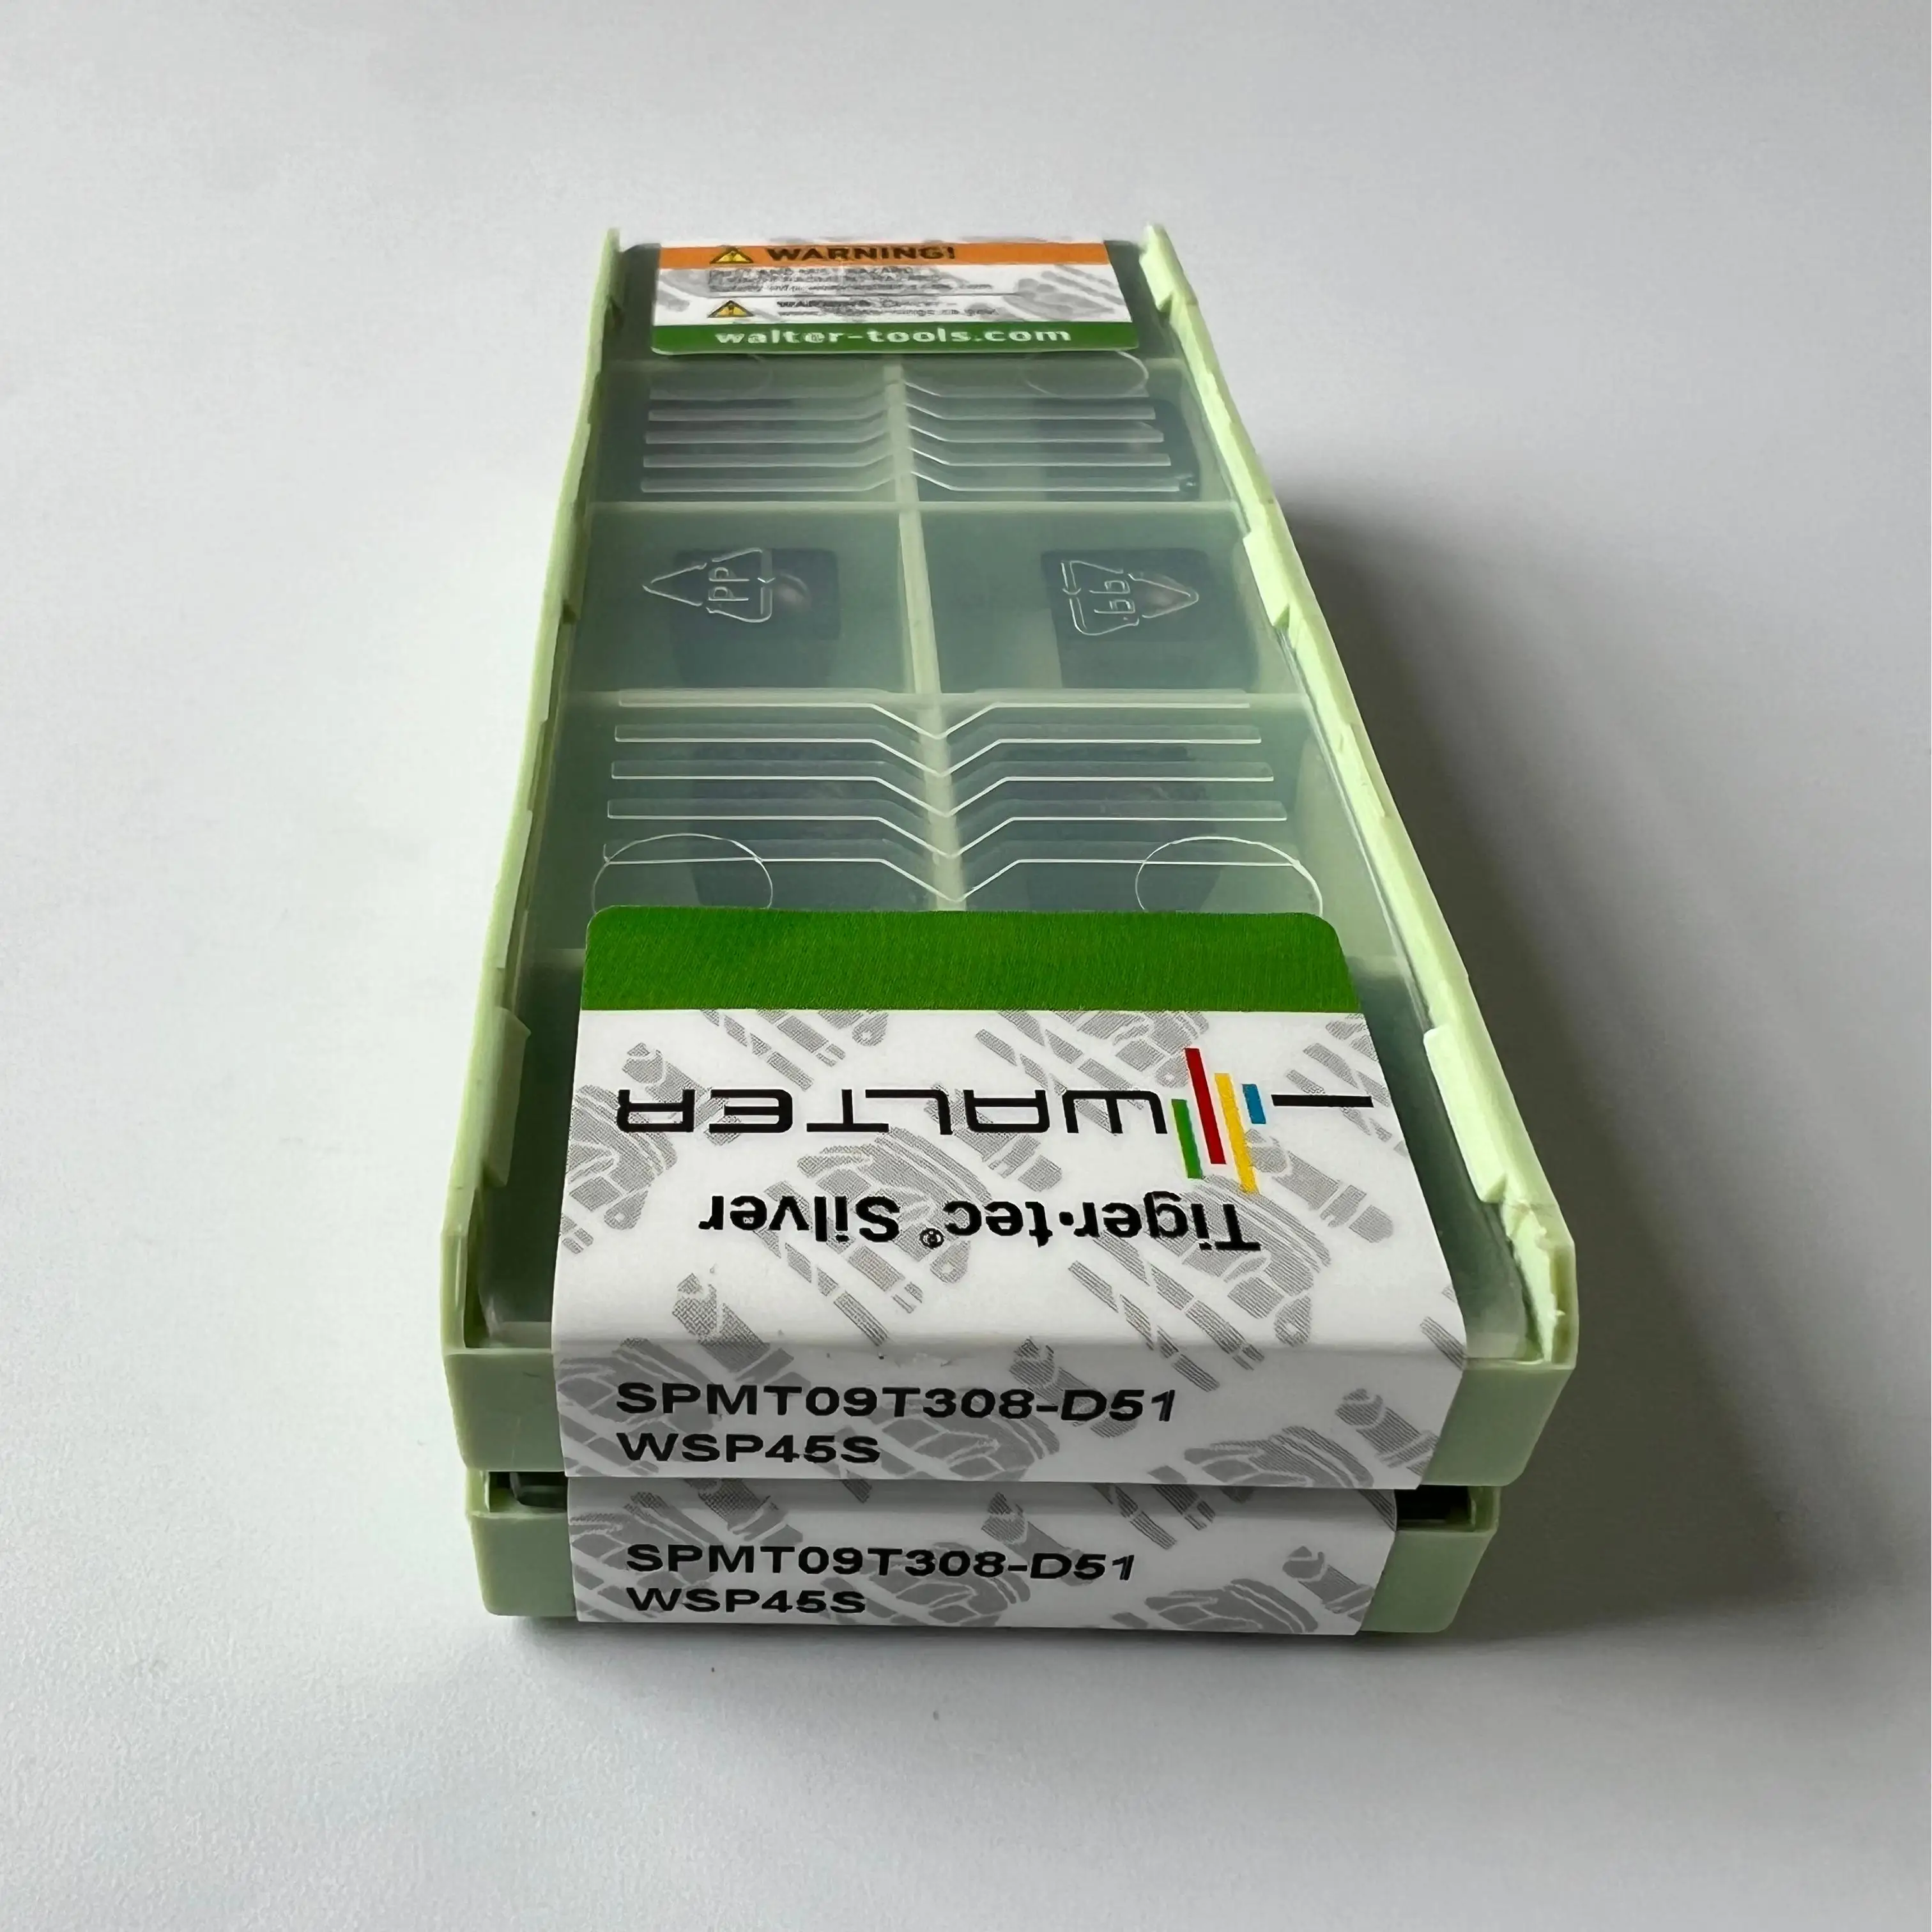 WARNING!
walter-tools.com
PP
PP
WALTER
Tiger·tec® Silver
SPMT09T308-D51
WSP45S
SPMT09T308-D51
WSP45S